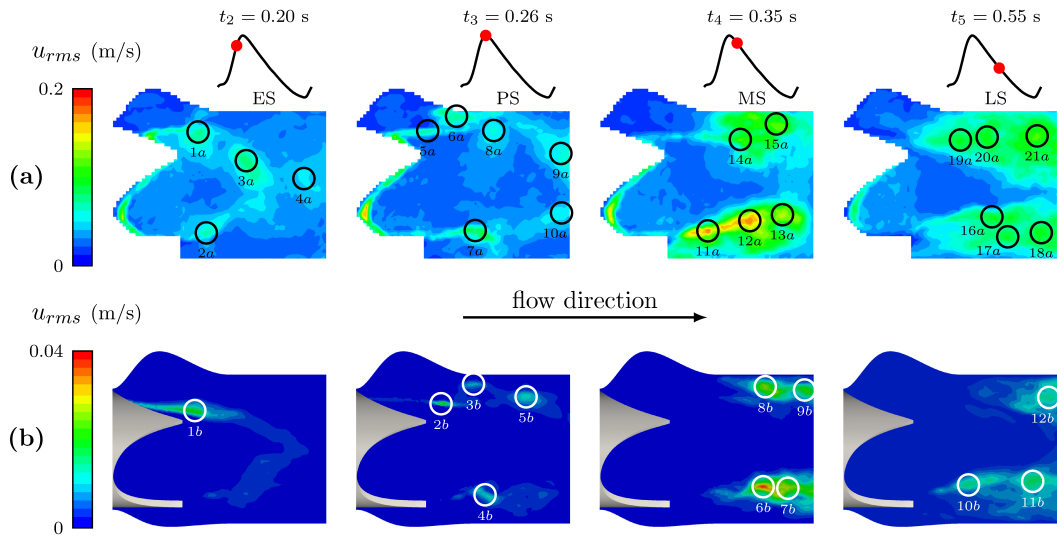 t₂ = 0.20 s
t₃ = 0.26 s
t₄ = 0.35 s
t₅ = 0.55 s
u_rms (m/s)
ES
PS
MS
LS
0.2
0
(a)
1a
2a
3a
4a
5a
6a
7a
8a
9a
10a
11a
12a
13a
14a
15a
16a
17a
18a
19a
20a
21a
flow direction
u_rms (m/s)
0.04
0
(b)
1b
2b
3b
4b
5b
6b
7b
8b
9b
10b
11b
12b